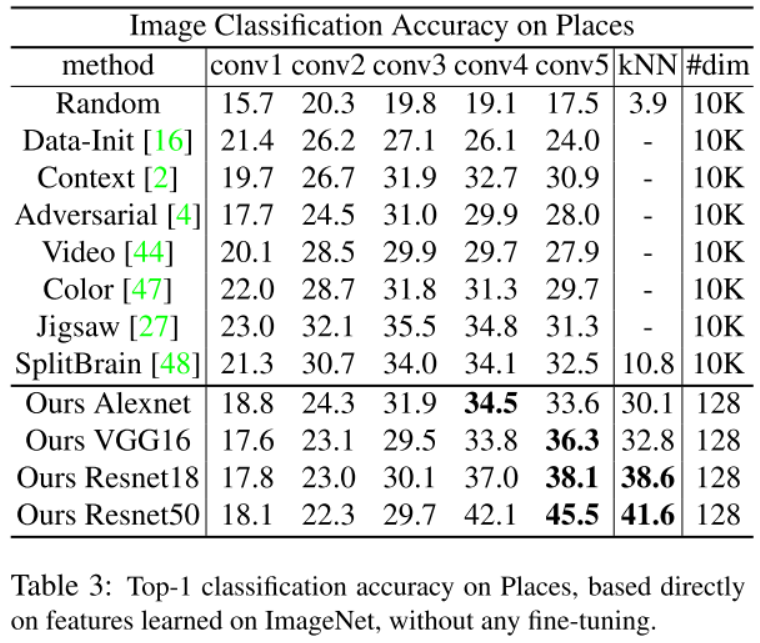 Image Classification Accuracy on Places
method conv1 conv2 conv3 conv4 conv5 kNN #dim
Random 15.7 20.3 19.8 19.1 17.5 3.9 10K
Data-Init [16] 21.4 26.2 27.1 26.1 24.0 - 10K
Context [2] 19.7 26.7 31.9 32.7 30.9 - 10K
Adversarial [4] 17.7 24.5 31.0 29.9 28.0 - 10K
Video [44] 20.1 28.5 29.9 29.7 27.9 - 10K
Color [47] 22.0 28.7 31.8 31.3 29.7 - 10K
Jigsaw [27] 23.0 32.1 35.5 34.8 31.3 - 10K
SplitBrain [48] 21.3 30.7 34.0 34.1 32.5 10.8 10K
Ours Alexnet 18.8 24.3 31.9 34.5 33.6 30.1 128
Ours VGG16 17.6 23.1 29.5 33.8 36.3 32.8 128
Ours Resnet18 17.8 23.0 30.1 37.0 38.1 38.6 128
Ours Resnet50 18.1 22.3 29.7 42.1 45.5 41.6 128
Table 3: Top-1 classification accuracy on Places, based directly
on features learned on ImageNet, without any fine-tuning.